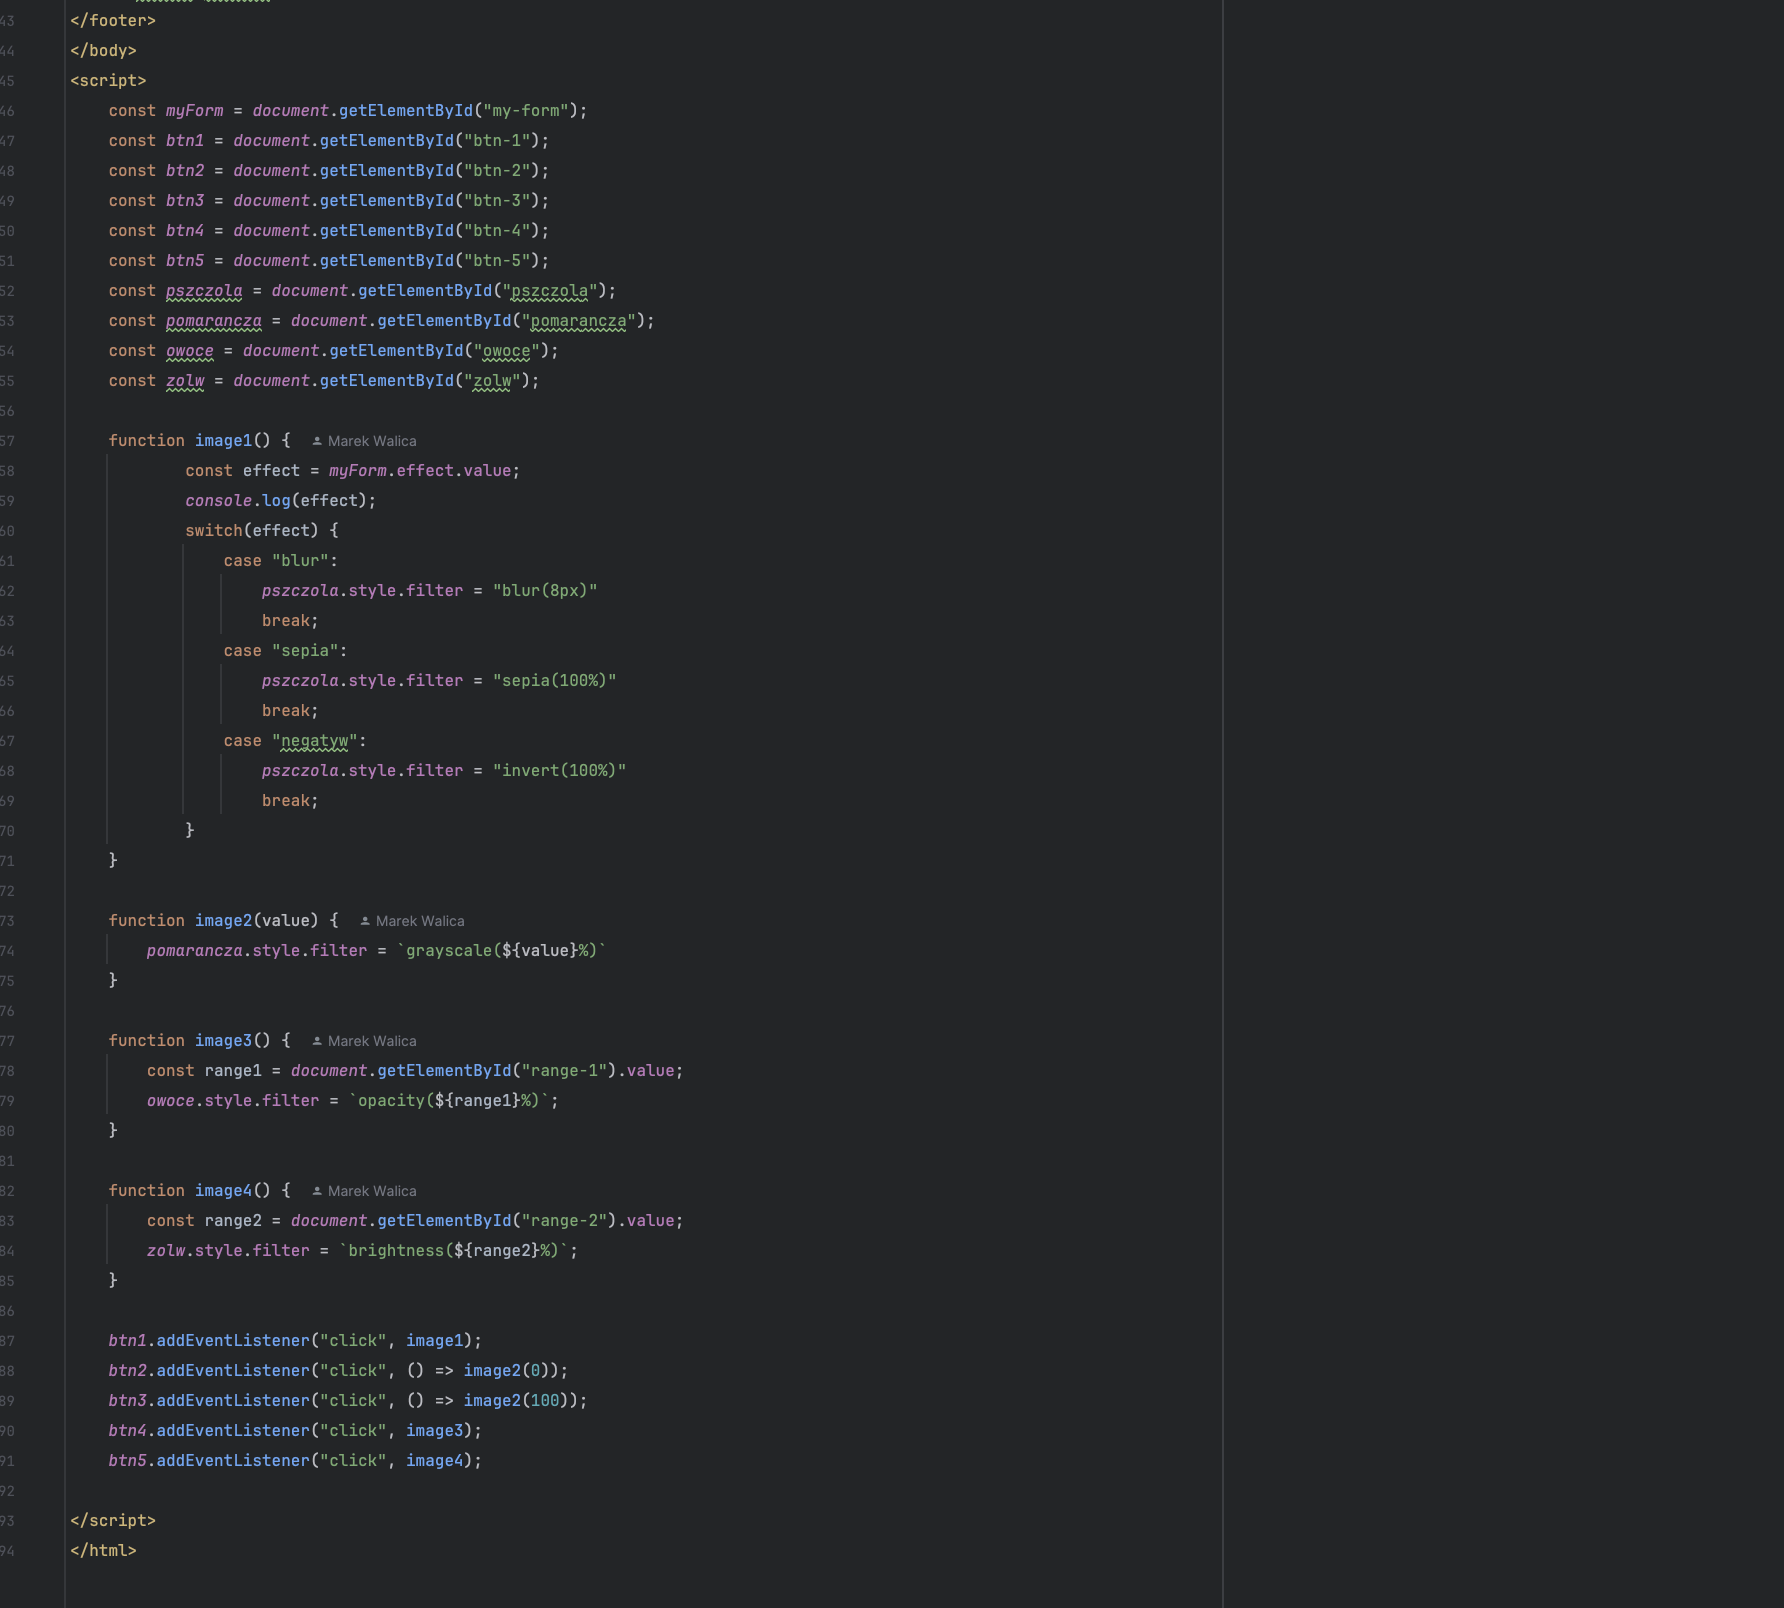 43 </footer>
44 </body>
45 <script>
46 const myForm = document.getElementById("my-form");
47 const btn1 = document.getElementById("btn-1");
48 const btn2 = document.getElementById("btn-2");
49 const btn3 = document.getElementById("btn-3");
50 const btn4 = document.getElementById("btn-4");
51 const btn5 = document.getElementById("btn-5");
52 const pszczola = document.getElementById("pszczola");
53 const pomarancza = document.getElementById("pomarancza");
54 const owoce = document.getElementById("owoce");
55 const zolw = document.getElementById("zolw");
56
57 function image1() { Marek Walica
58 const effect = myForm.effect.value;
59 console.log(effect);
60 switch(effect) {
61 case "blur":
62 pszczola.style.filter = "blur(8px)"
63 break;
64 case "sepia":
65 pszczola.style.filter = "sepia(100%)"
66 break;
67 case "negatyw":
68 pszczola.style.filter = "invert(100%)"
69 break;
70 }
71 }
72
73 function image2(value) { Marek Walica
74 pomarancza.style.filter = `grayscale(${value}%)`
75 }
76
77 function image3() { Marek Walica
78 const range1 = document.getElementById("range-1").value;
79 owoce.style.filter = `opacity(${range1}%)`;
80 }
81
82 function image4() { Marek Walica
83 const range2 = document.getElementById("range-2").value;
84 zolw.style.filter = `brightness(${range2}%)`;
85 }
86
87 btn1.addEventListener("click", image1);
88 btn2.addEventListener("click", () => image2(0));
89 btn3.addEventListener("click", () => image2(100));
90 btn4.addEventListener("click", image3);
91 btn5.addEventListener("click", image4);
92
93 </script>
94 </html>